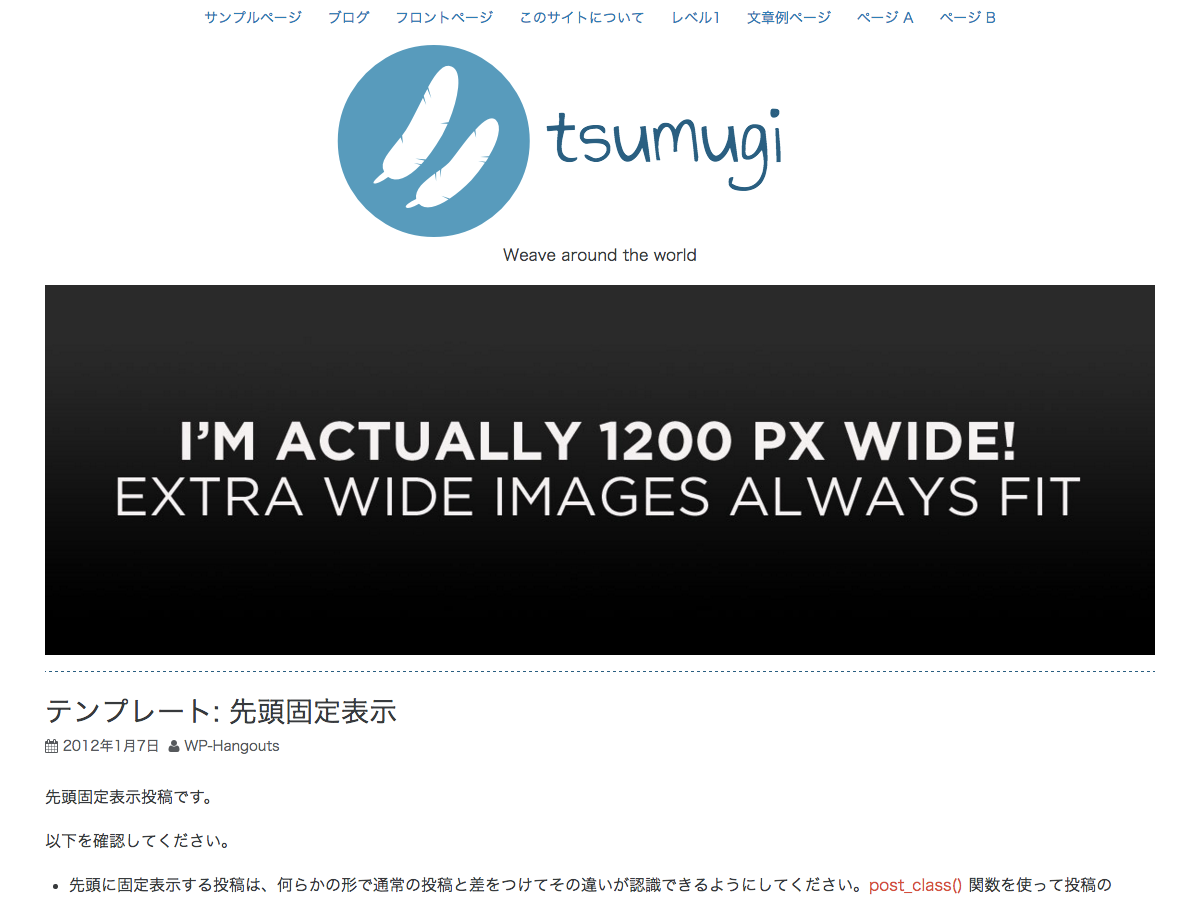 サンプルページ ブログ フロントページ このサイトについて レベル1 文章例ページ ページ A ページ B
tsumugi
Weave around the world
I’M ACTUALLY 1200 PX WIDE!
EXTRA WIDE IMAGES ALWAYS FIT
テンプレート: 先頭固定表示
2012年1月7日 WP-Hangouts
先頭固定表示投稿です。
以下を確認してください。
• 先頭に固定表示する投稿は、何らかの形で通常の投稿と差をつけてその違いが認識できるようにしてください。post_class() 関数を使って投稿の